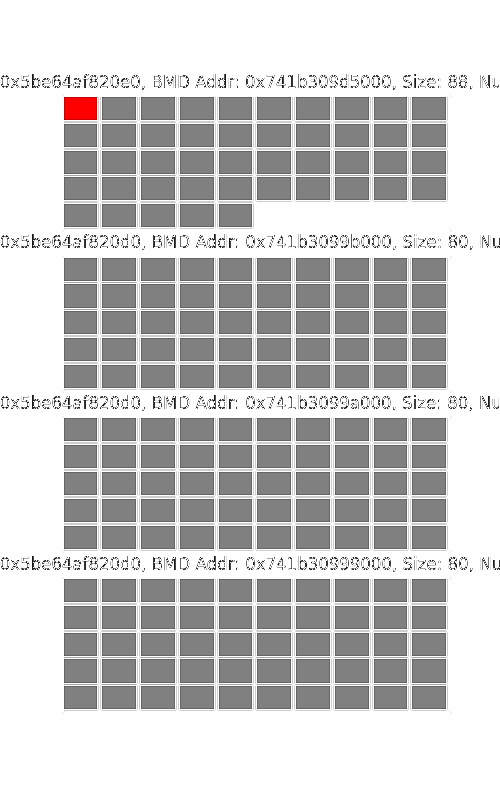 0x5be64af820e0, BMD Addr: 0x741b309d5000, Size: 88, Nu
0x5be64af820d0, BMD Addr: 0x741b3099b000, Size: 80, Nu
0x5be64af820d0, BMD Addr: 0x741b3099a000, Size: 80, Nu
0x5be64af820d0, BMD Addr: 0x741b30999000, Size: 80, Nu